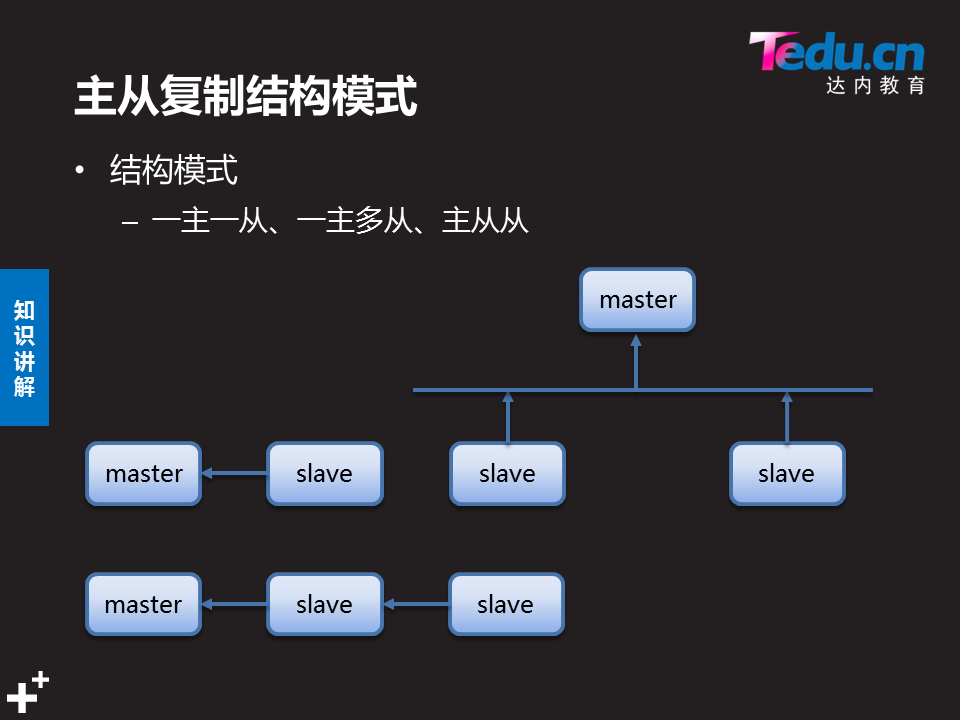 Tedu.cn
达内教育
主从复制结构模式
• 结构模式
– 一主一从、一主多从、主从从
知识讲解
master
master
slave
slave
slave
master
slave
slave